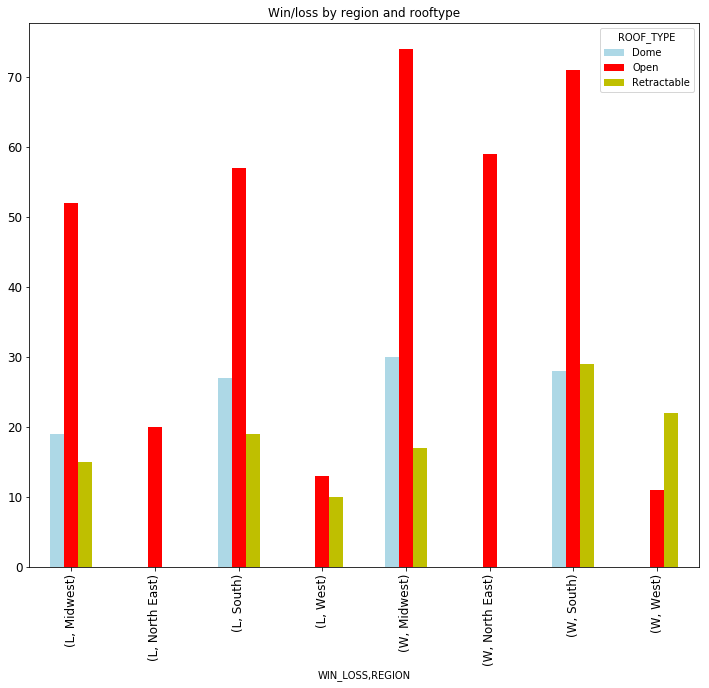 Win/loss by region and rooftype
ROOF_TYPE
Dome
Open
Retractable
70
60
50
40
30
20
10
0
(L, Midwest)
(L, North East)
(L, South)
(L, West)
(W, Midwest)
(W, North East)
(W, South)
(W, West)
WIN_LOSS,REGION